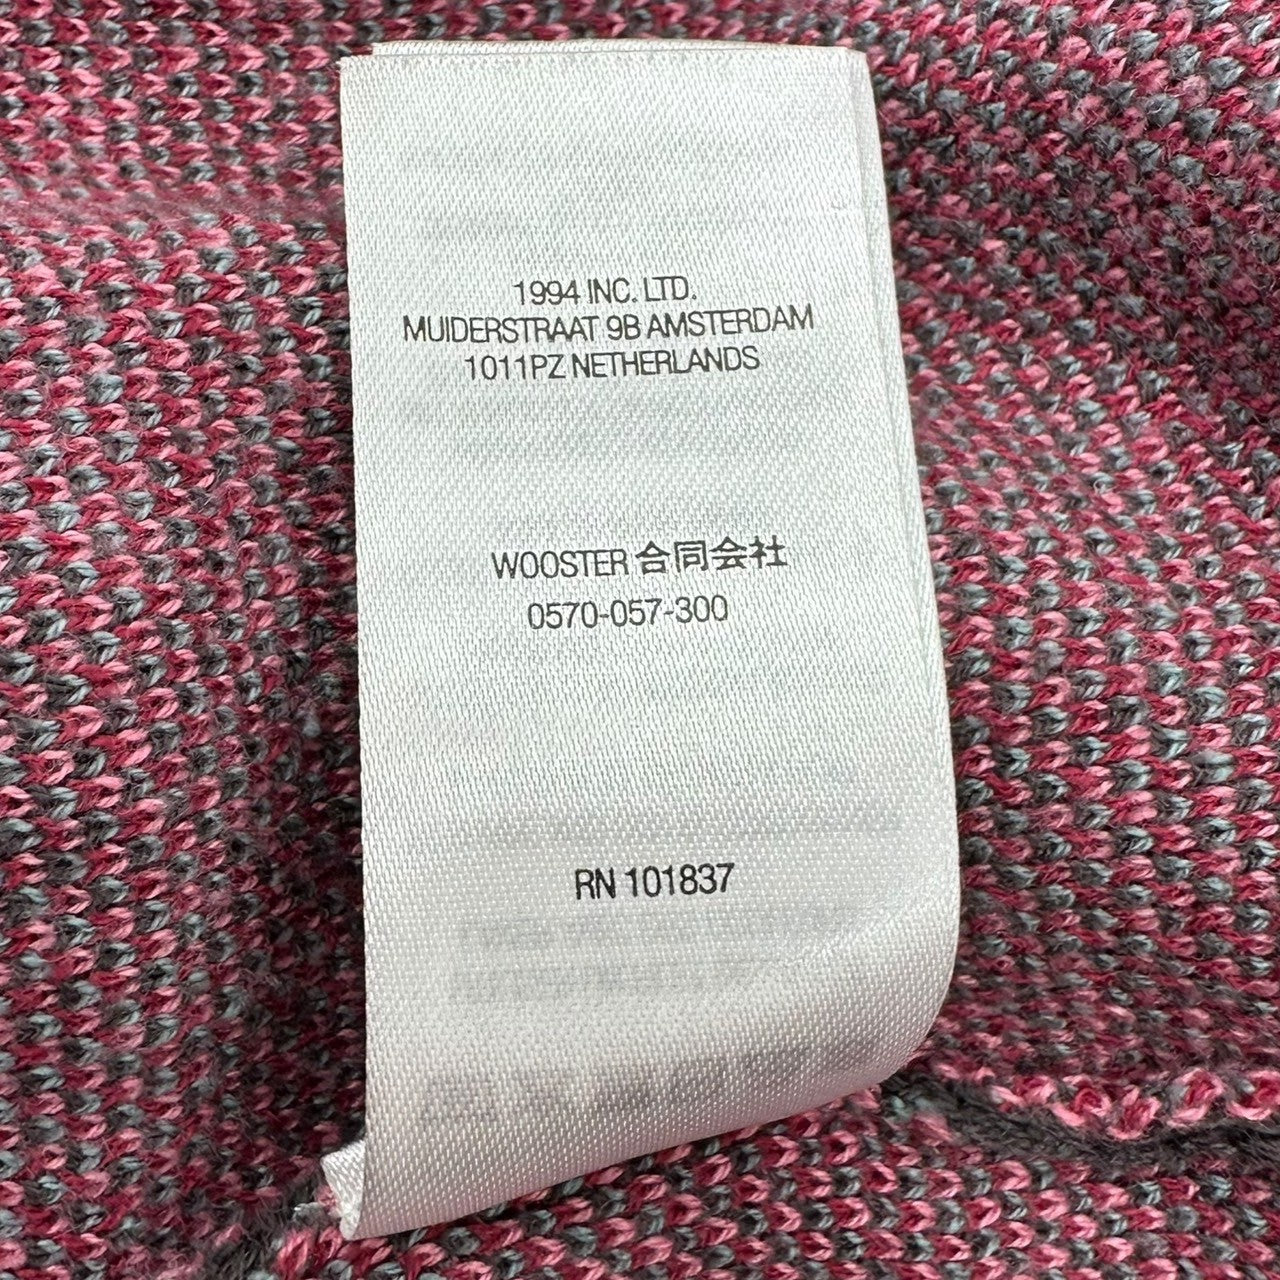 1994 INC. LTD.
MUIDERSTRAAT 9B AMSTERDAM
1011PZ NETHERLANDS
WOOSTER 合同会社
0570-057-300
RN 101837